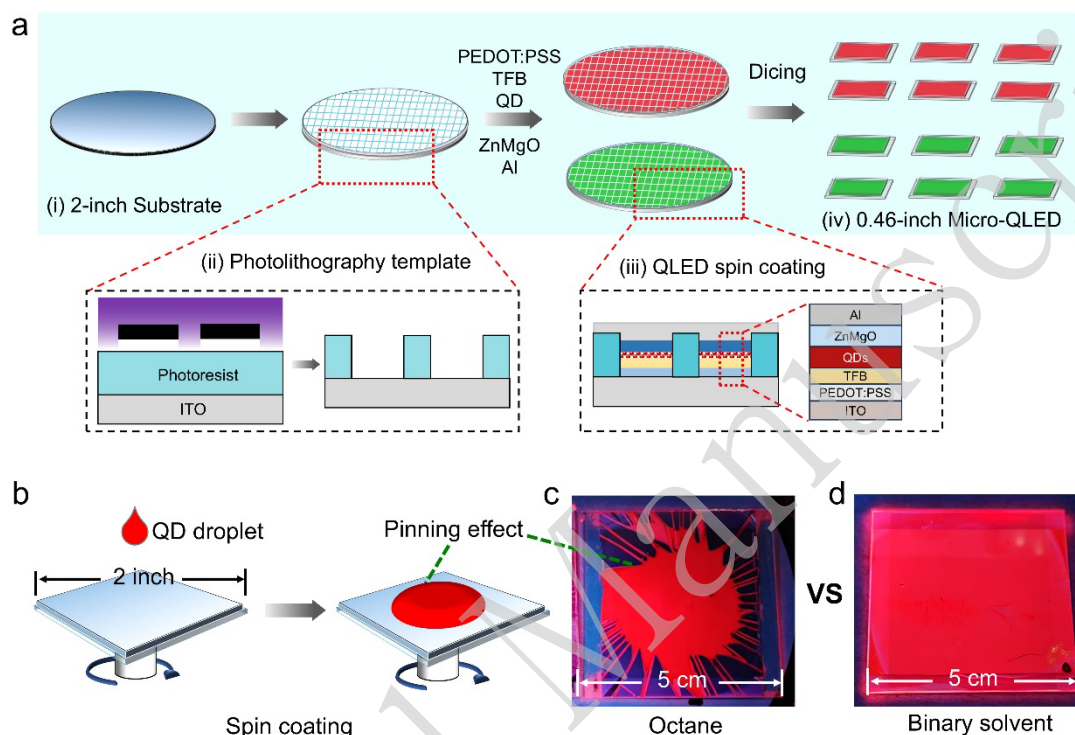 a
PEDOT:PSS
TFB
QD
ZnMgO
Al
Dicing
(i) 2-inch Substrate
(iv) 0.46-inch Micro-QLED
(ii) Photolithography template
(iii) QLED spin coating
Photoresist
ITO
Al
ZnMgO
QDs
TFB
PEDOT:PSS
ITO
b
QD droplet
2 inch
Pinning effect
Spin coating
c
5 cm
Octane
VS
d
5 cm
Binary solvent
Manuscr